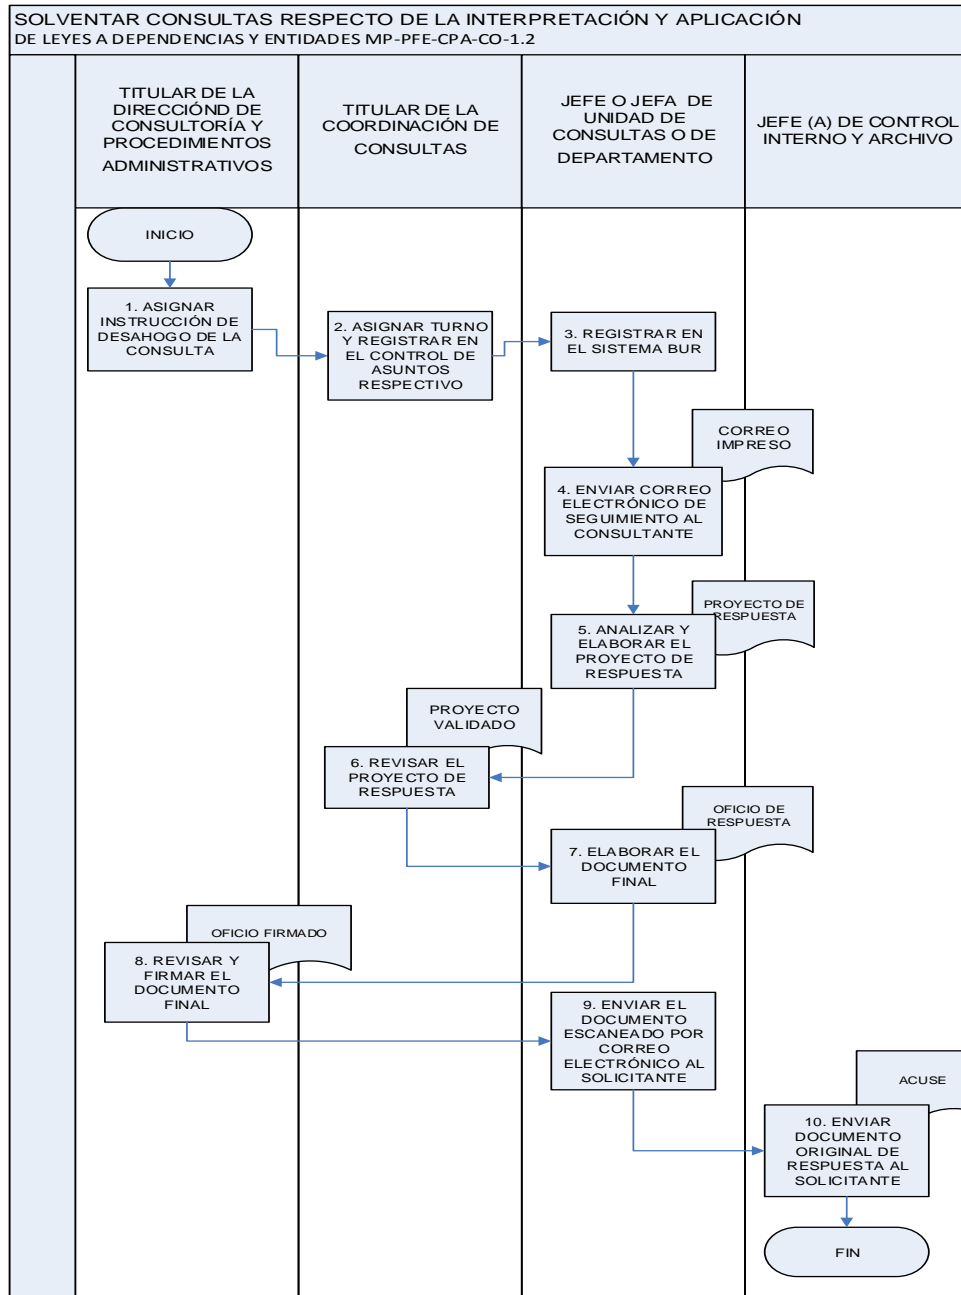 SOLVENTAR CONSULTAS RESPECTO DE LA INTERPRETACIÓN Y APLICACIÓN
DE LEYES A DEPENDENCIAS Y ENTIDADES MP-PFE-CPA-CO-1.2
TITULAR DE LA
DIRECCIÓND DE
CONSULTORÍA Y
PROCEDIMIENTOS
ADMINISTRATIVOS
TITULAR DE LA
COORDINACIÓN DE
CONSULTAS
JEFE O JEFA DE
UNIDAD DE
CONSULTAS O DE
DEPARTAMENTO
JEFE (A) DE CONTROL
INTERNO Y ARCHIVO
INICIO
1. ASIGNAR
INSTRUCCIÓN DE
DESAHOGO DE LA
CONSULTA
2. ASIGNAR TURNO
Y REGISTRAR EN
EL CONTROL DE
ASUNTOS
RESPECTIVO
3. REGISTRAR EN
EL SISTEMA BUR
CORREO
IMPRESO
4. ENVIAR CORREO
ELECTRÓNICO DE
SEGUIMIENTO AL
CONSULTANTE
PROYECTO DE
RESPUESTA
5. ANALIZAR Y
ELABORAR EL
PROYECTO DE
RESPUESTA
PROYECTO
VALIDADO
6. REVISAR EL
PROYECTO DE
RESPUESTA
OFICIO DE
RESPUESTA
7. ELABORAR EL
DOCUMENTO
FINAL
OFICIO FIRMADO
8. REVISAR Y
FIRMAR EL
DOCUMENTO
FINAL
9. ENVIAR EL
DOCUMENTO
ESCANEADO POR
CORREO
ELECTRÓNICO AL
SOLICITANTE
ACUSE
10. ENVIAR
DOCUMENTO
ORIGINAL DE
RESPUESTA AL
SOLICITANTE
FIN